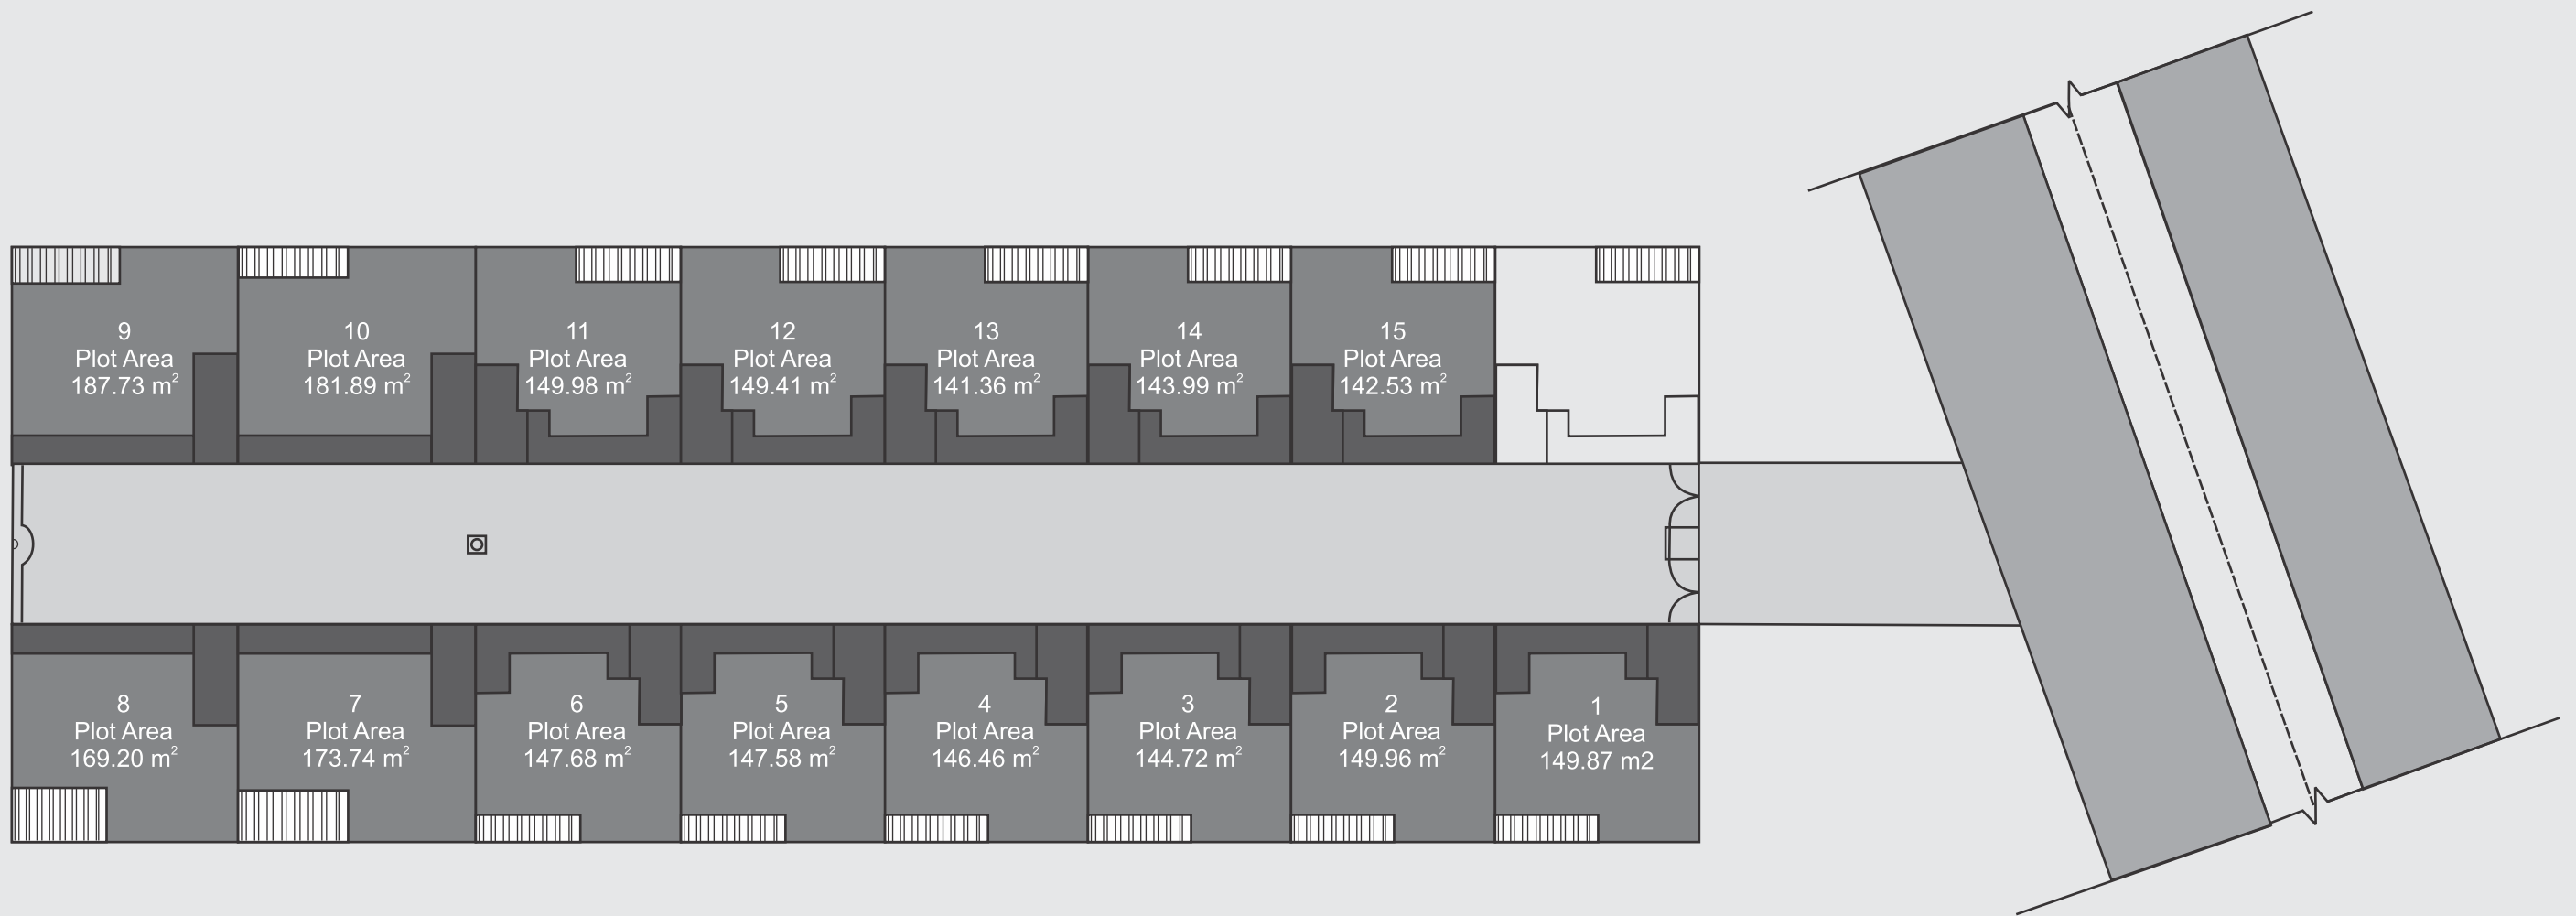 9
Plot Area
187.73 m²
10
Plot Area
181.89 m²
11
Plot Area
149.98 m²
12
Plot Area
149.41 m²
13
Plot Area
141.36 m²
14
Plot Area
143.99 m²
15
Plot Area
142.53 m²
8
Plot Area
169.20 m²
7
Plot Area
173.74 m²
6
Plot Area
147.68 m²
5
Plot Area
147.58 m²
4
Plot Area
146.46 m²
3
Plot Area
144.72 m²
2
Plot Area
149.96 m²
1
Plot Area
149.87 m2